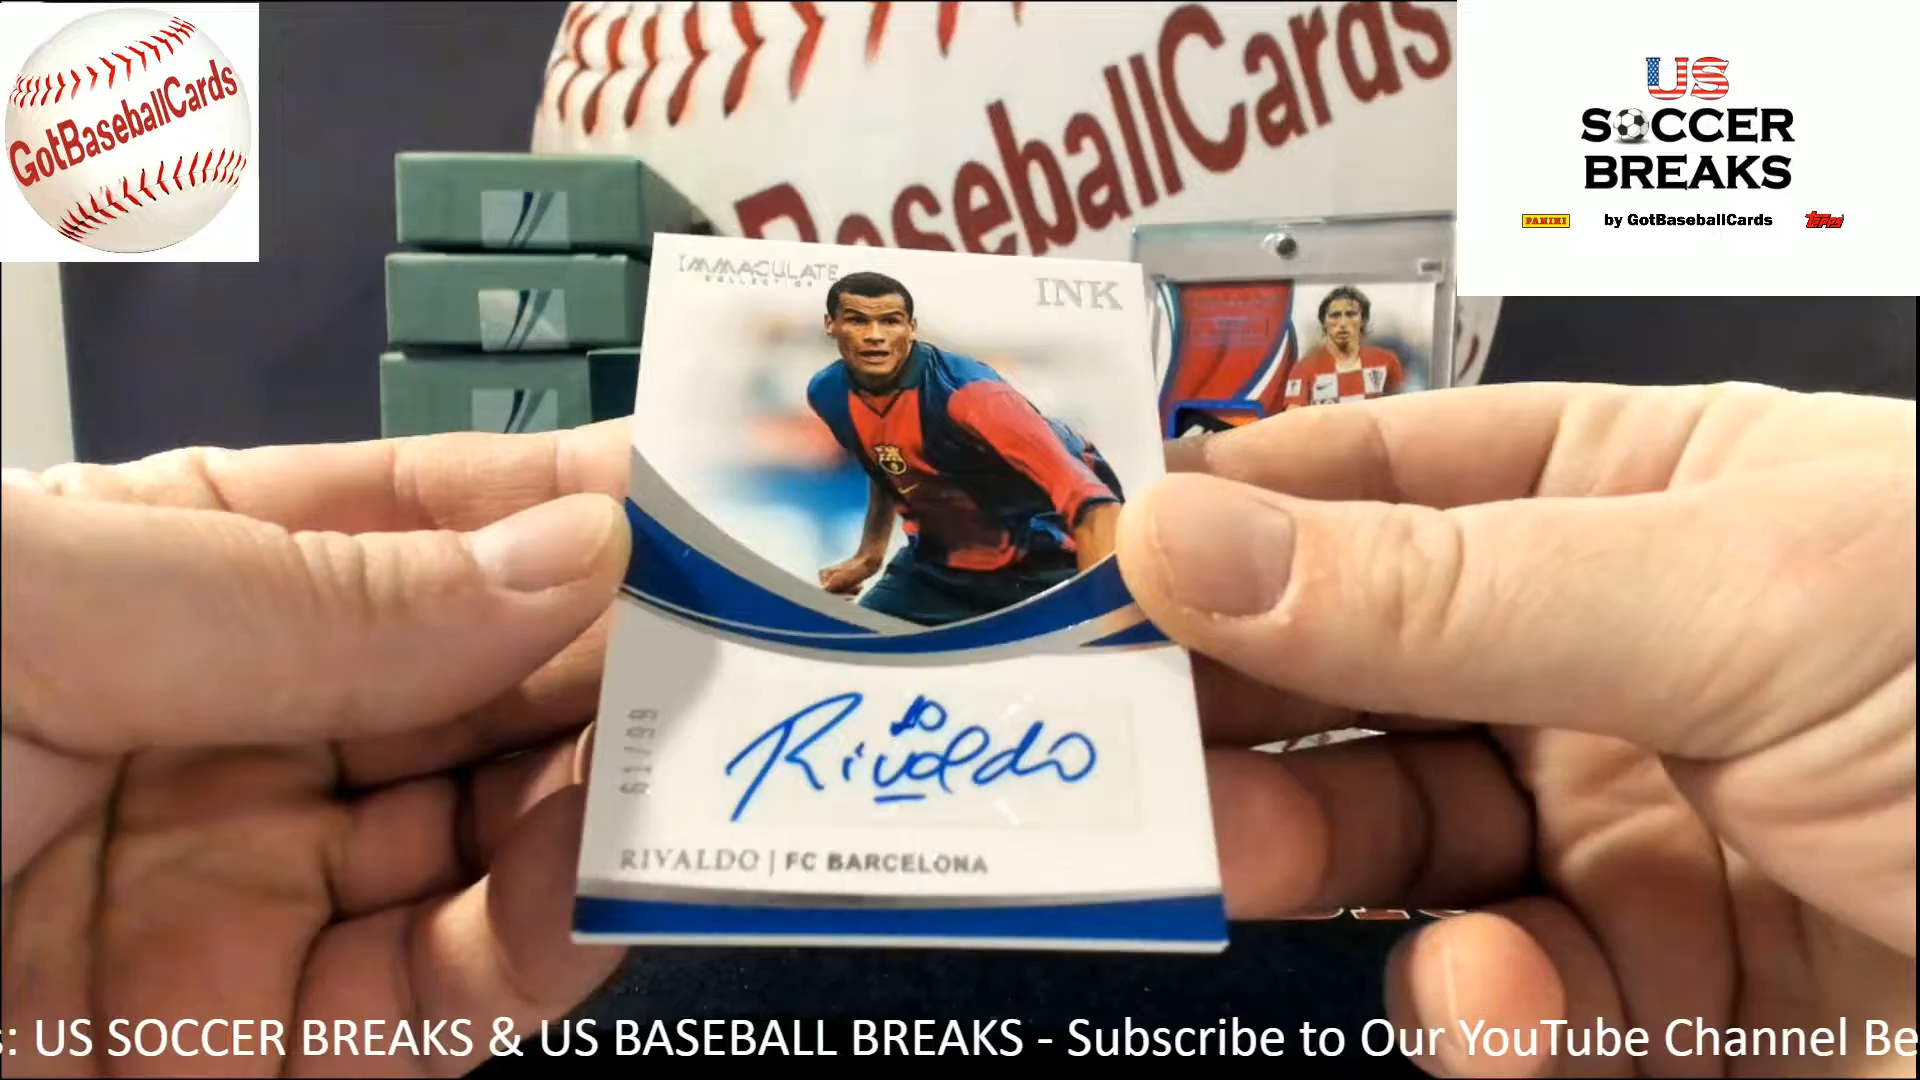 GotBaseballCards
BaseballCards
US
SOCCER
BREAKS
PANINI
by GotBaseballCards
TOPPS
IMMACULATE
COLLECTION
INK
61/99
Rivaldo
10
RIVALDO | FC BARCELONA
: US SOCCER BREAKS & US BASEBALL BREAKS - Subscribe to Our YouTube Channel Be